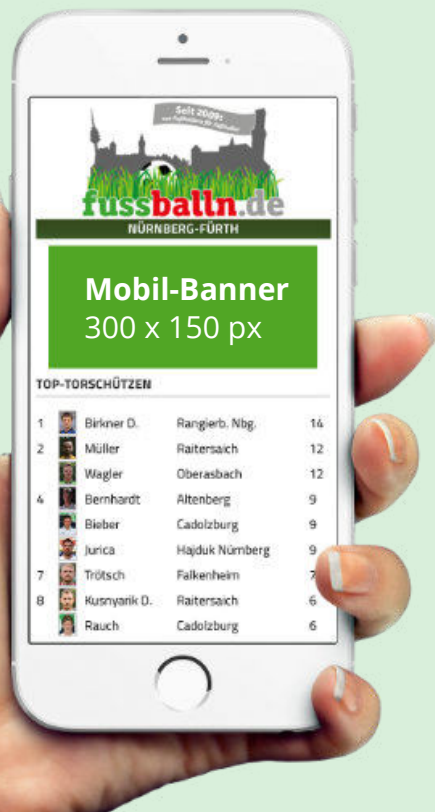 Seit 2009:
fussballn.de
NÜRNBERG-FÜRTH
Mobil-Banner
300 x 150 px
TOP-TORSCHÜTZEN
1 Birkner D. Rangierb. Nbg. 14
2 Müller Raitersaich 12
Wagler Oberasbach 12
4 Bernhardt Altenberg 9
Bieber Cadolzburg 9
Jurica Hajduk Nürnberg 9
7 Trötsch Falkenheim 7
8 Kusnyarik D. Raitersaich 6
Rauch Cadolzburg 6